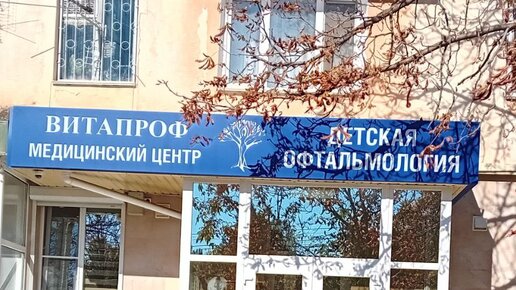 ВИТАПРОФ
МЕДИЦИНСКИЙ ЦЕНТР
ДЕТСКАЯ
ОФТАЛЬМОЛОГИЯ